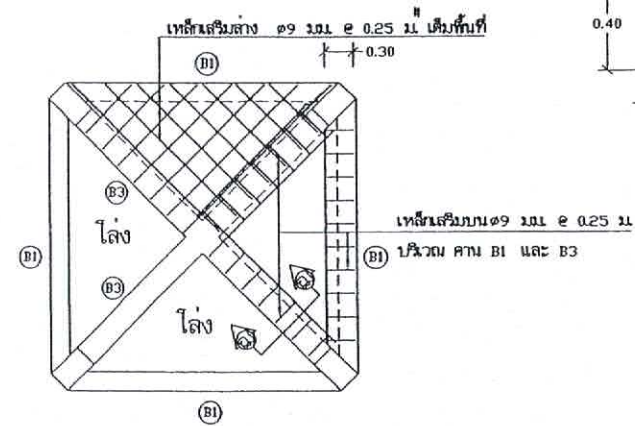 เหล็กเสริมล่าง ø9 มม. @ 0.25 ม. เต็มพื้นที่
0.40
0.30
B1
B3
เหล็กเสริมบน ø9 มม. @ 0.25 ม.
โล่ง
B1
B1
บริเวณ คาน B1 และ B3
B3
โล่ง
B1